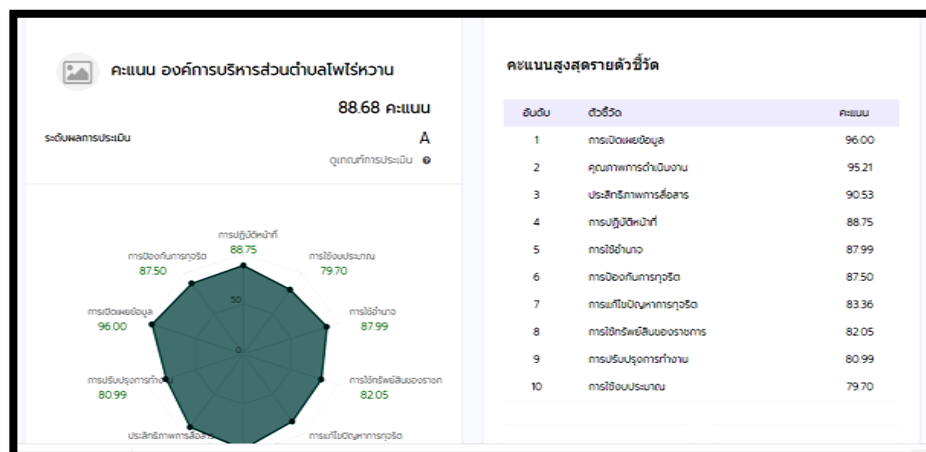 คะแนน องค์การบริหารส่วนตำบลโพไร่หวาน
88.68 คะแนน
ระดับผลการประเมิน A
ดูเกณฑ์การประเมิน
การปฏิบัติหน้าที่
88.75
การป้องกันการทุจริต
87.50
การใช้งบประมาณ
79.70
การเปิดเผยข้อมูล
96.00
50
การใช้อำนาจ
87.99
0
การปรับปรุงการทำงาน
80.99
การใช้ทรัพย์สินของราชก
82.05
ประสิทธิภาพการสื่อสาร
การแก้ไขปัญหาการทุจริต
คะแนนสูงสุดรายตัวชี้วัด
อันดับ ตัวชี้วัด คะแนน
1 การเปิดเผยข้อมูล 96.00
2 คุณภาพการดำเนินงาน 95.21
3 ประสิทธิภาพการสื่อสาร 90.53
4 การปฏิบัติหน้าที่ 88.75
5 การใช้อำนาจ 87.99
6 การป้องกันการทุจริต 87.50
7 การแก้ไขปัญหาการทุจริต 83.36
8 การใช้ทรัพย์สินของราชการ 82.05
9 การปรับปรุงการทำงาน 80.99
10 การใช้งบประมาณ 79.70